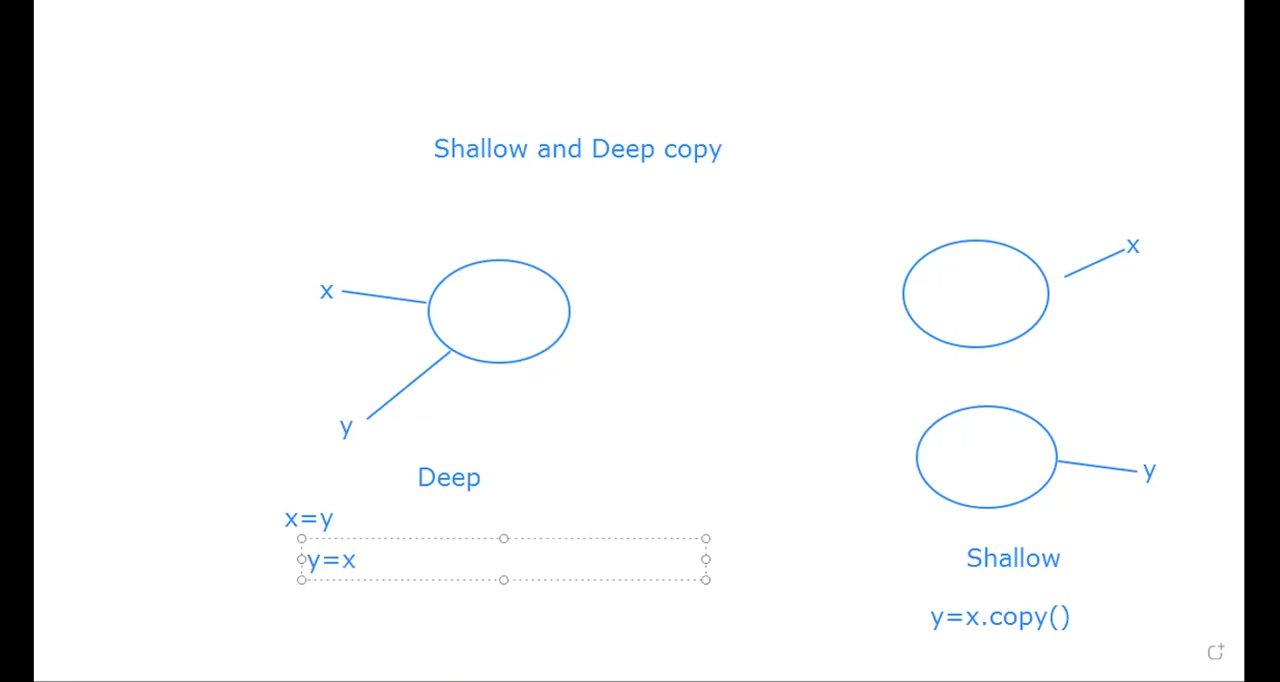 Shallow and Deep copy
x
y
Deep
x=y
y=x
x
y
Shallow
y=x.copy()